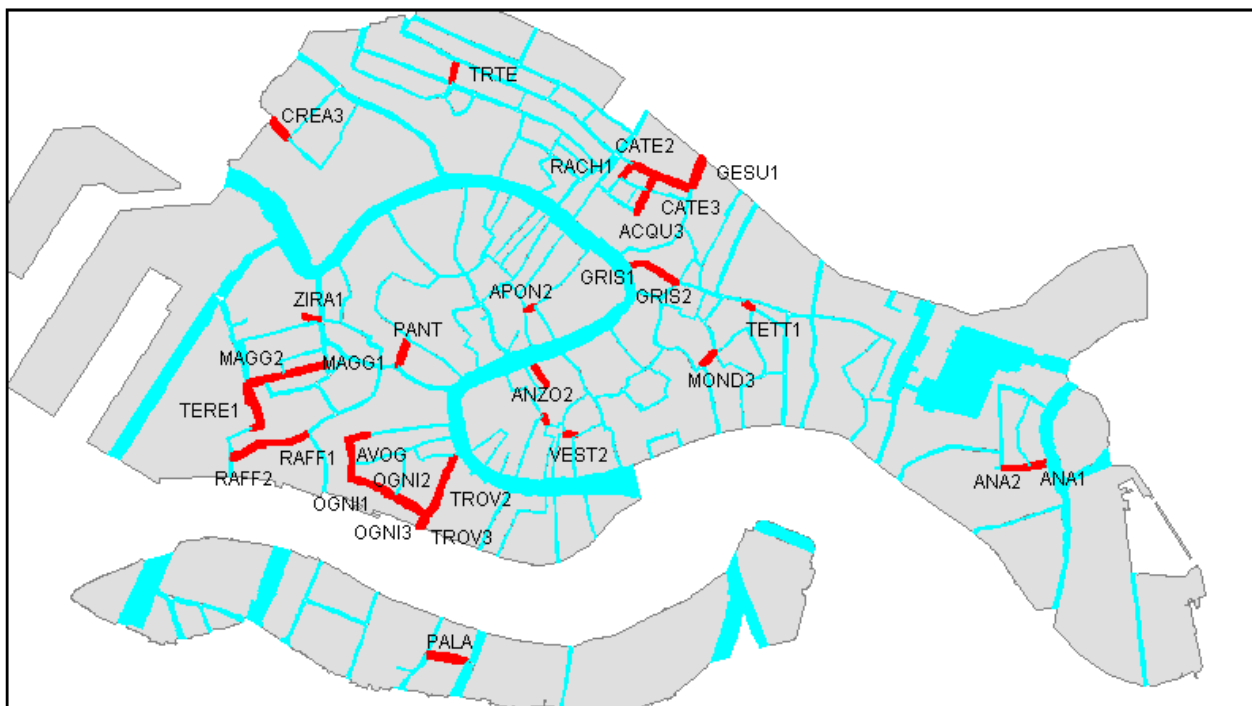 TRTE
CREA3
CATE2
RACH1
GESU1
CATE3
ACQU3
GRIS1
APON2
GRIS2
ZIRA1
TETT1
PANT
MAGG2
MAGG1
MOND3
ANZO2
TERE1
AVOG
VEST2
RAFF1
RAFF2
OGNI2
ANA1
ANA2
OGNI1
TROV2
OGNI3
TROV3
PALA